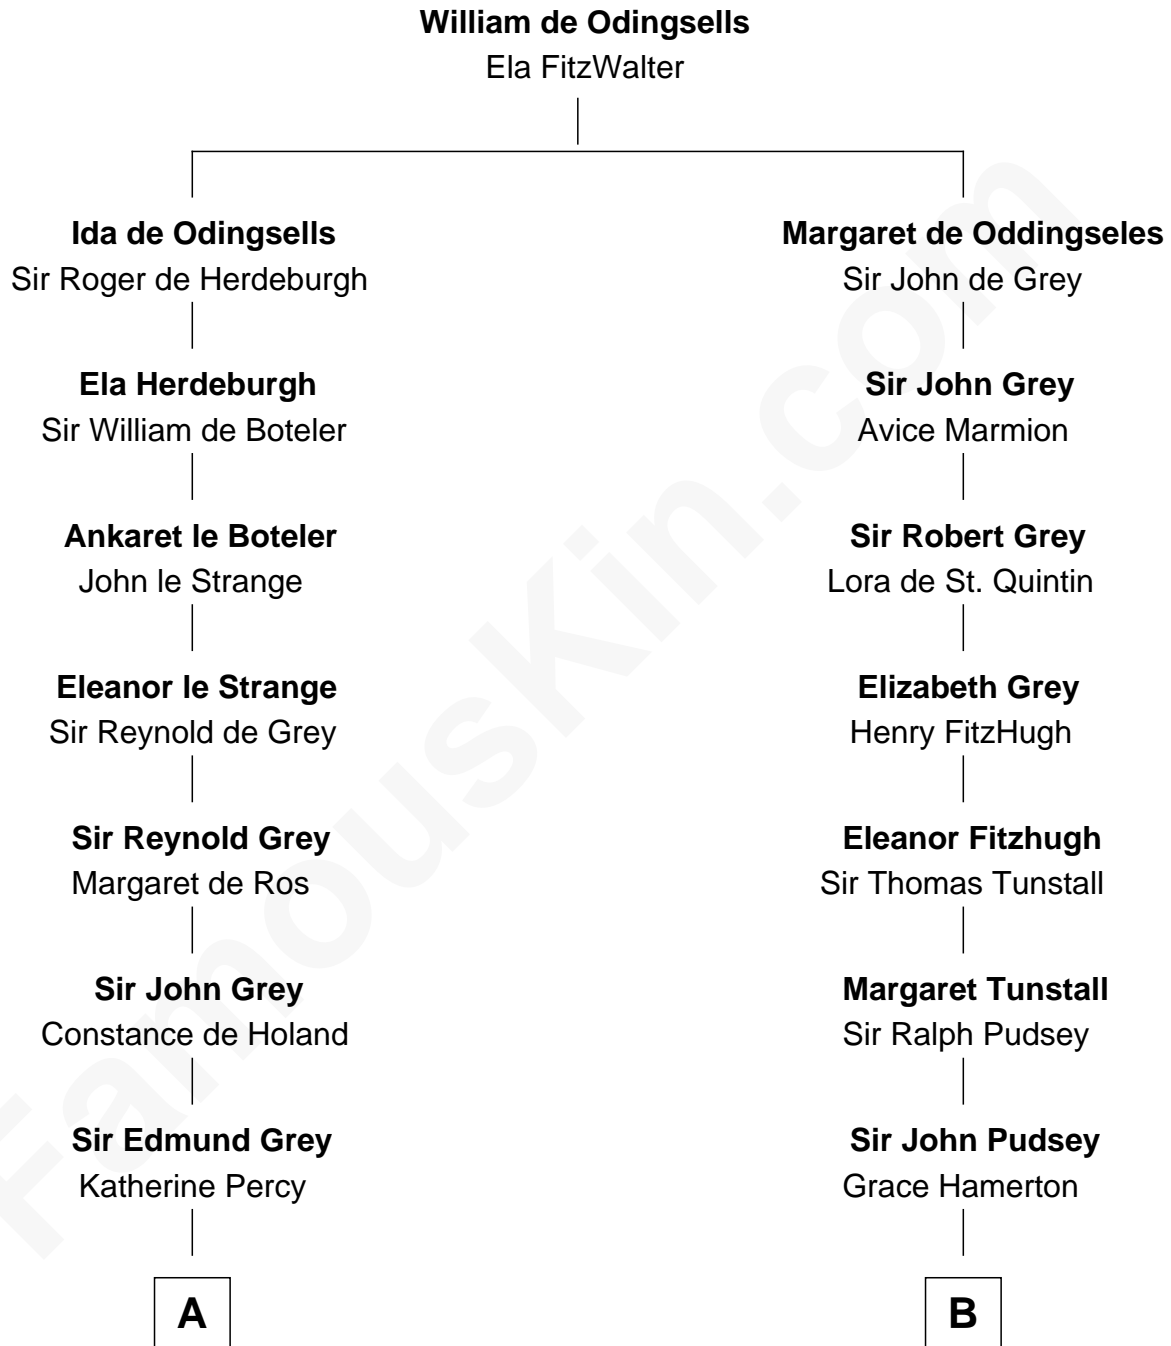 William de Odingsells
Ela FitzWalter
Ida de Odingsells
Sir Roger de Herdeburgh
Margaret de Oddingseles
Sir John de Grey
Ela Herdeburgh
Sir William de Boteler
Sir John Grey
Avice Marmion
Ankaret le Boteler
John le Strange
Sir Robert Grey
Lora de St. Quintin
Eleanor le Strange
Sir Reynold de Grey
Elizabeth Grey
Henry FitzHugh
Sir Reynold Grey
Margaret de Ros
Eleanor Fitzhugh
Sir Thomas Tunstall
Sir John Grey
Constance de Holand
Margaret Tunstall
Sir Ralph Pudsey
Sir Edmund Grey
Katherine Percy
Sir John Pudsey
Grace Hamerton
A
B
FamousKin.com